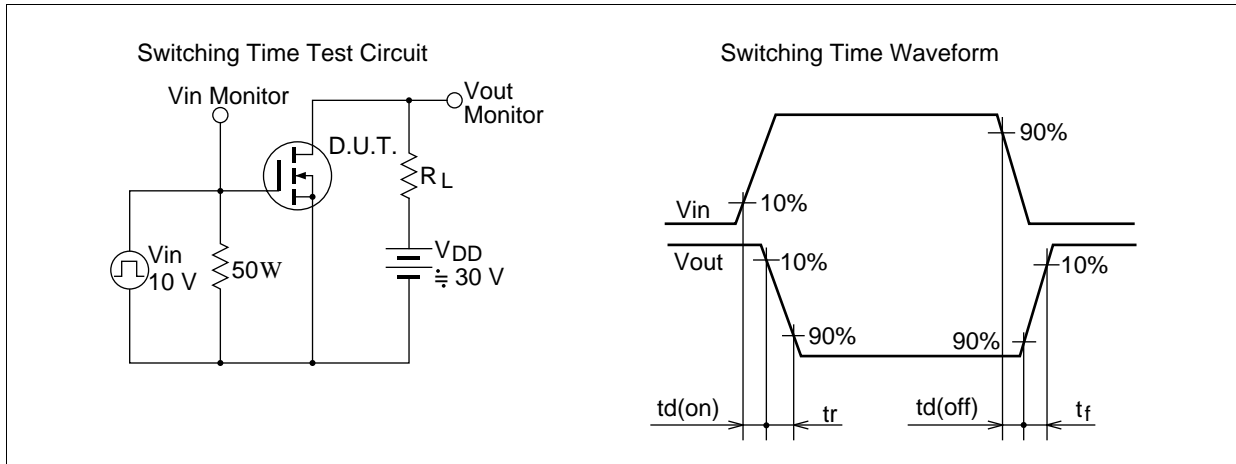 Switching Time Test Circuit
Vin Monitor
Vout
Monitor
D.U.T.
RL
Vin
10 V
50W
VDD
≒ 30 V
Switching Time Waveform
Vin
10%
90%
Vout
10%
90%
90%
10%
td(on)
tr
td(off)
tf